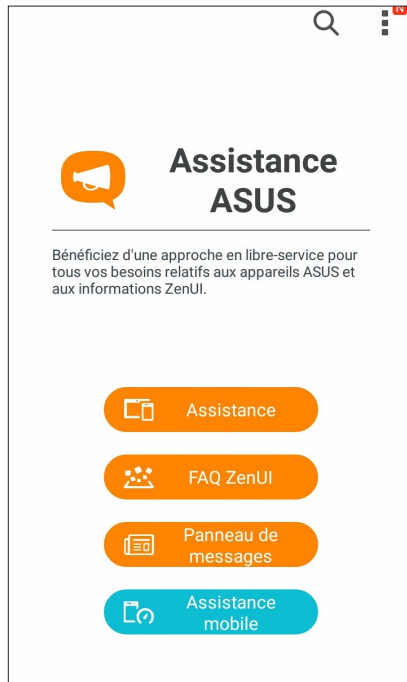 N
Assistance
ASUS
Bénéficiez d'une approche en libre-service pour
tous vos besoins relatifs aux appareils ASUS et
aux informations ZenUI.
Assistance
FAQ ZenUI
Panneau de
messages
Assistance
mobile